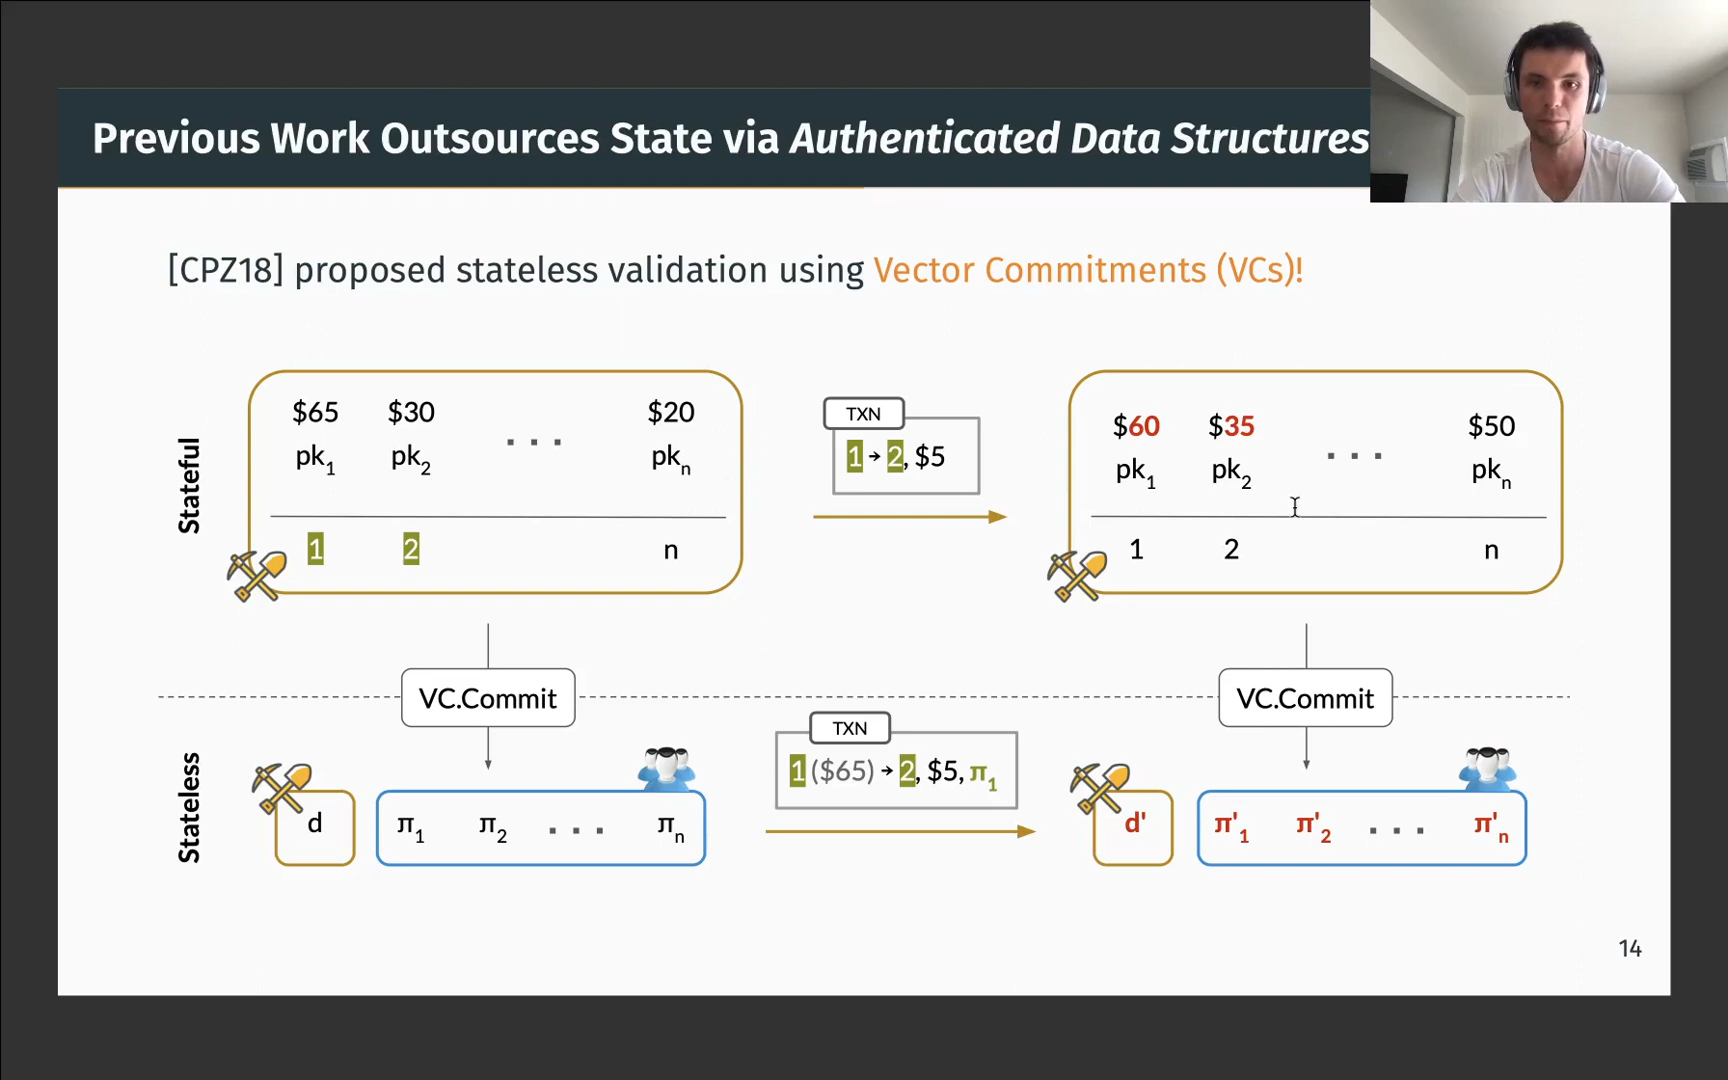 Previous Work Outsources State via Authenticated Data Structures
[CPZ18] proposed stateless validation using Vector Commitments (VCs)!
Stateful
$65 $30 ... $20
pk1 pk2 pkn
1 2 n
TXN
1 → 2, $5
$60 $35 ... $50
pk1 pk2 pkn
1 2 n
VC.Commit
VC.Commit
Stateless
d
π1 π2 ... πn
TXN
1 ($65) → 2, $5, π1
d'
π'1 π'2 ... π'n
14